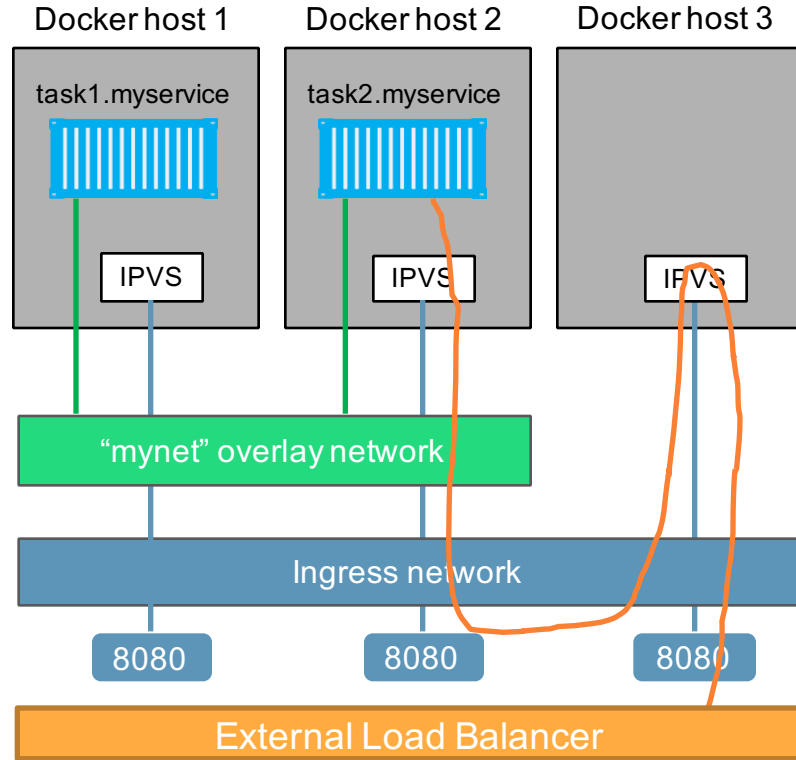 Docker host 1
Docker host 2
Docker host 3
task1.myservice
task2.myservice
IPVS
IPVS
IPVS
“mynet” overlay network
Ingress network
8080
8080
8080
External Load Balancer